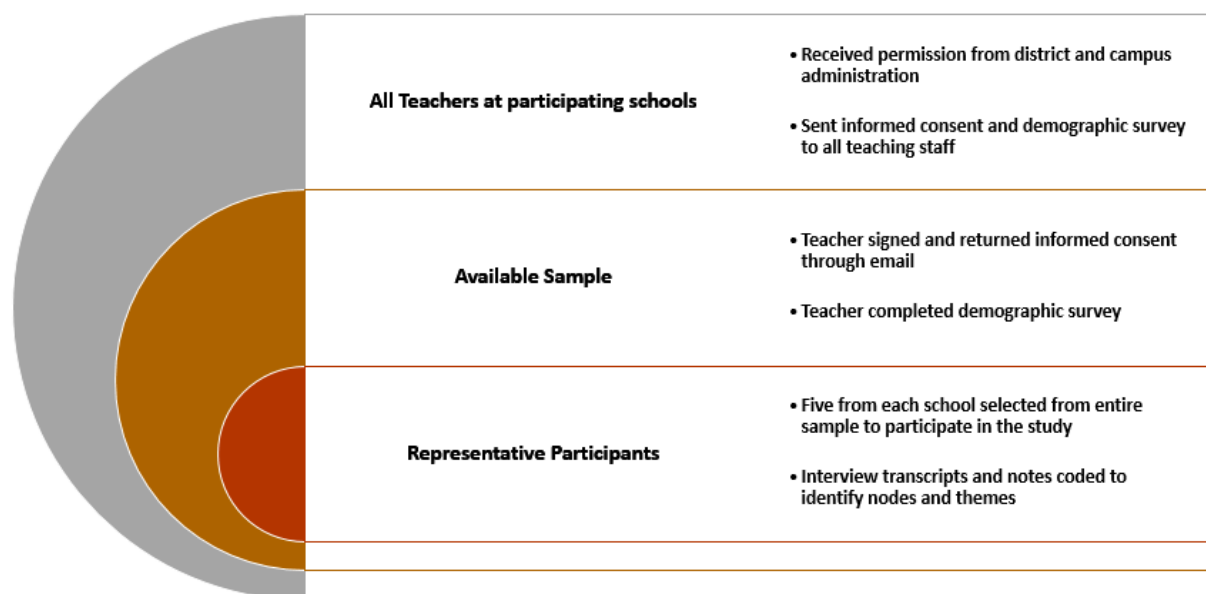 All Teachers at participating schools
• Received permission from district and campus
administration
• Sent informed consent and demographic survey
to all teaching staff
Available Sample
• Teacher signed and returned informed consent
through email
• Teacher completed demographic survey
Representative Participants
• Five from each school selected from entire
sample to participate in the study
• Interview transcripts and notes coded to
identify nodes and themes